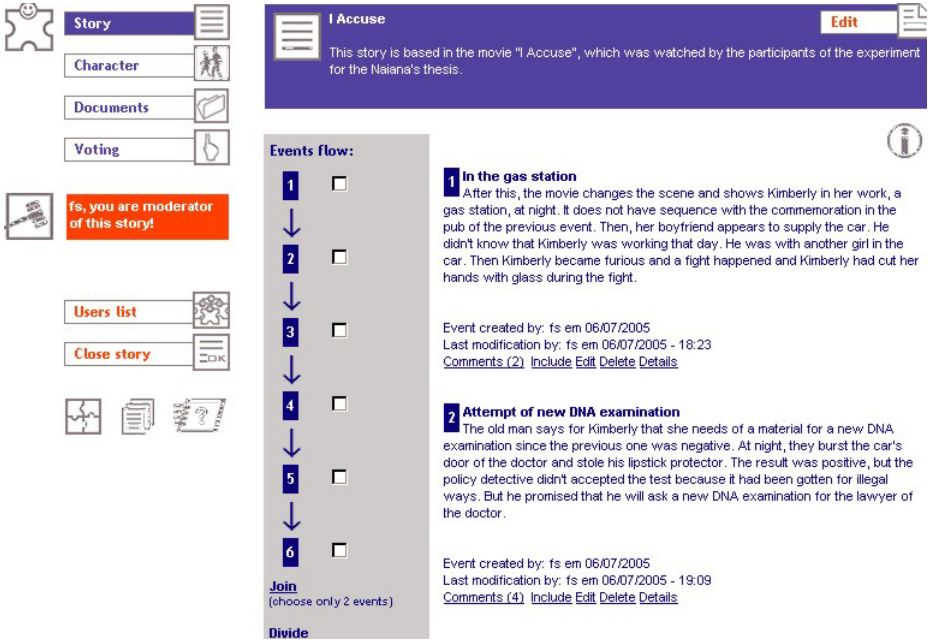 Story
Character
Documents
Voting
fs, you are moderator
of this story!
Users list
Close story
OK
?
I Accuse
Edit
This story is based in the movie "I Accuse", which was watched by the participants of the experiment
for the Naiana's thesis.
Events flow:
1
2
3
4
5
6
Join
(choose only 2 events)
Divide
i
1 In the gas station
After this, the movie changes the scene and shows Kimberly in her work, a
gas station, at night. It does not have sequence with the commemoration in the
pub of the previous event. Then, her boyfriend appears to supply the car. He
didn't know that Kimberly was working that day. He was with another girl in the
car. Then Kimberly became furious and a fight happened and Kimberly had cut her
hands with glass during the fight.
Event created by: fs em 06/07/2005
Last modification by: fs em 06/07/2005 - 18:23
Comments (2) Include Edit Delete Details
2 Attempt of new DNA examination
The old man says for Kimberly that she needs of a material for a new DNA
examination since the previous one was negative. At night, they burst the car's
door of the doctor and stole his lipstick protector. The result was positive, but the
policy detective didn't accepted the test because it had been gotten for illegal
ways. But he promised that he will ask a new DNA examination for the lawyer of
the doctor.
Event created by: fs em 06/07/2005
Last modification by: fs em 06/07/2005 - 19:09
Comments (4) Include Edit Delete Details